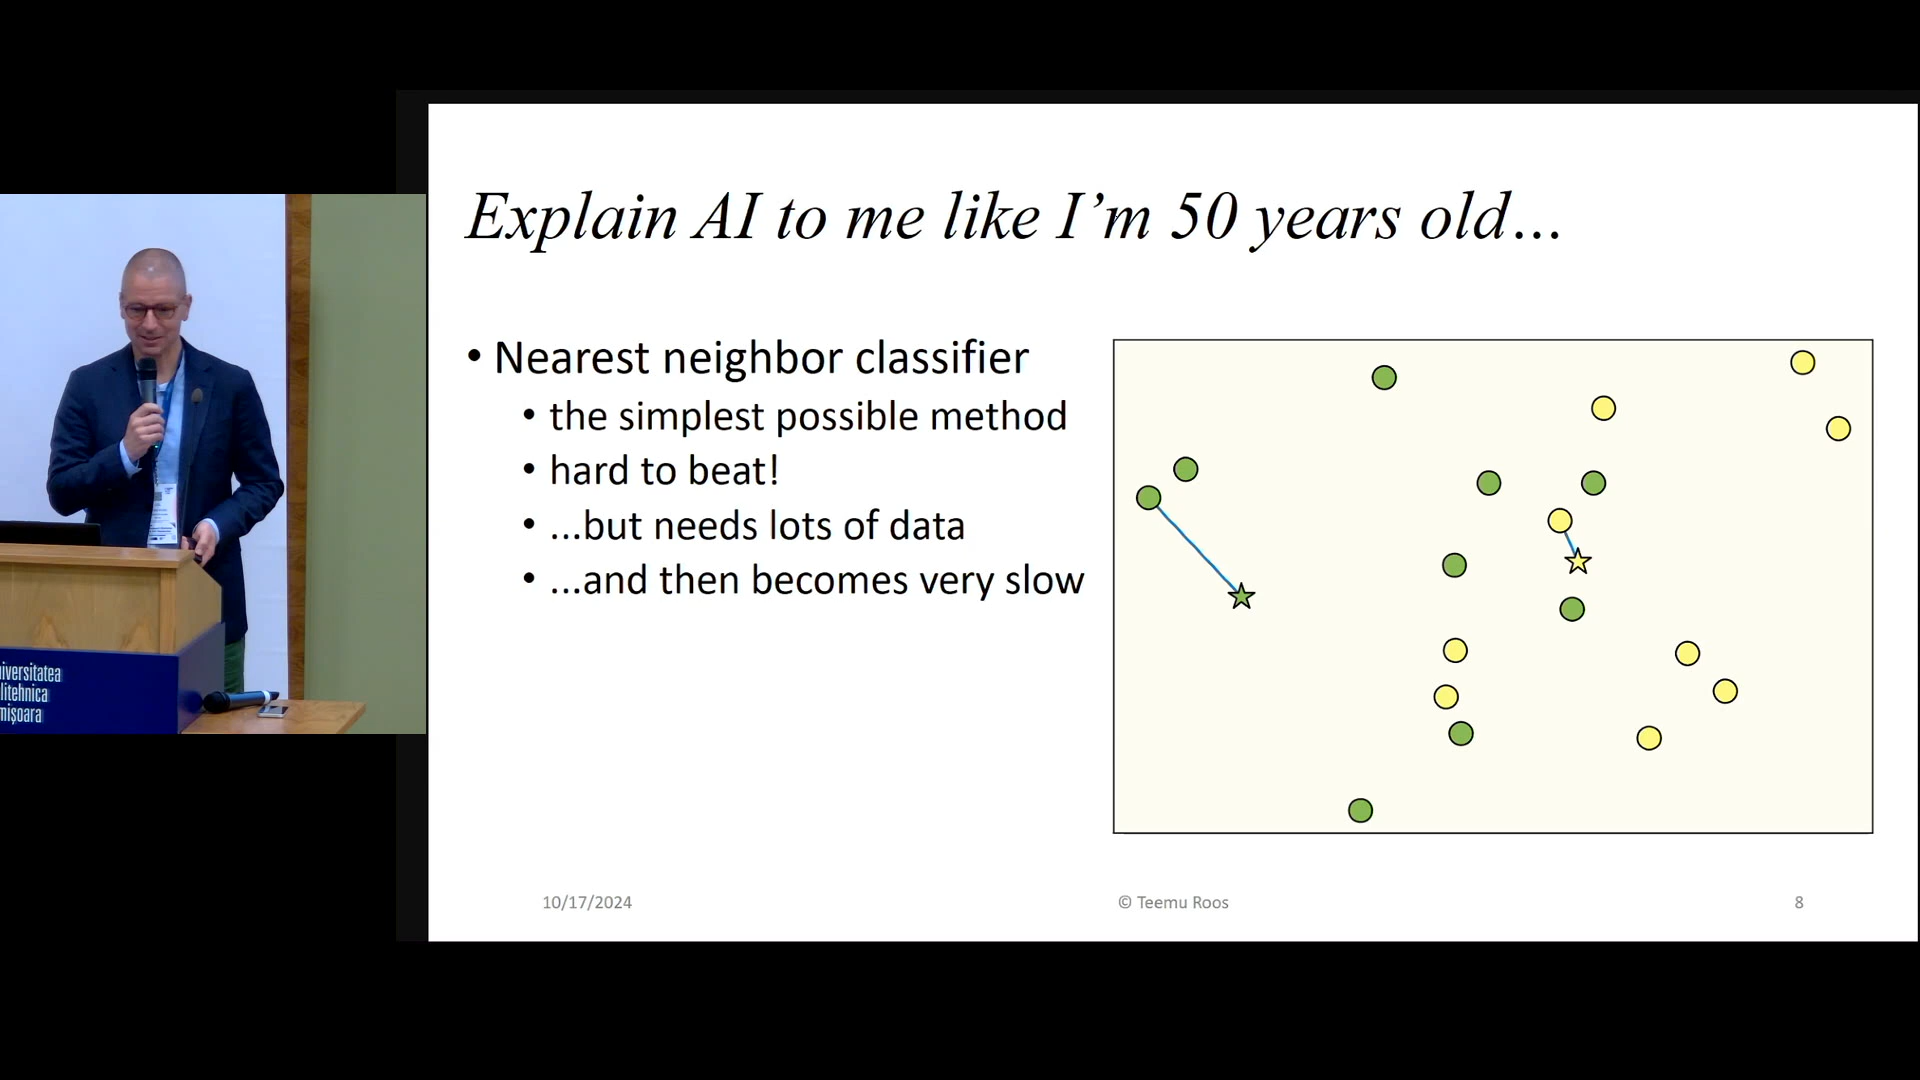 Explain AI to me like I’m 50 years old...
• Nearest neighbor classifier
• the simplest possible method
• hard to beat!
• ...but needs lots of data
• ...and then becomes very slow
10/17/2024
© Teemu Roos
8
iversitatea
litehnica
mișoara